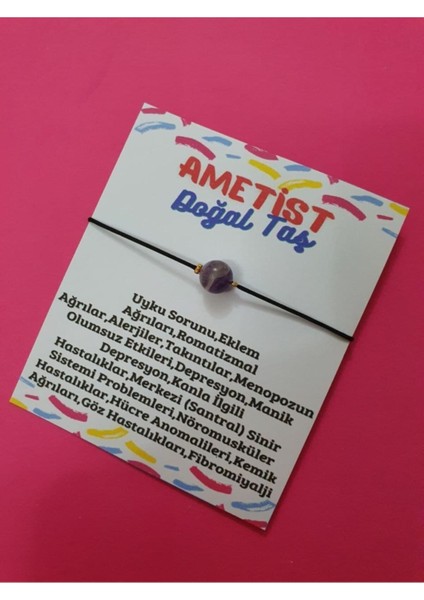 AMETİST
Doğal Taş
Uyku Sorunu,Eklem
Ağrıları,Romatizmal
Ağrılar,Alerjiler,Takıntılar,Menopozun
Olumsuz Etkileri,Depresyon,Manik
Depresyon,Kanla İlgili
Hastalıklar,Merkezi (Santral) Sinir
Sistemi Problemleri,Nöromusküler
Hastalıklar,Hücre Anomalileri,Kemik
Ağrıları,Göz Hastalıkları,Fibromiyalji